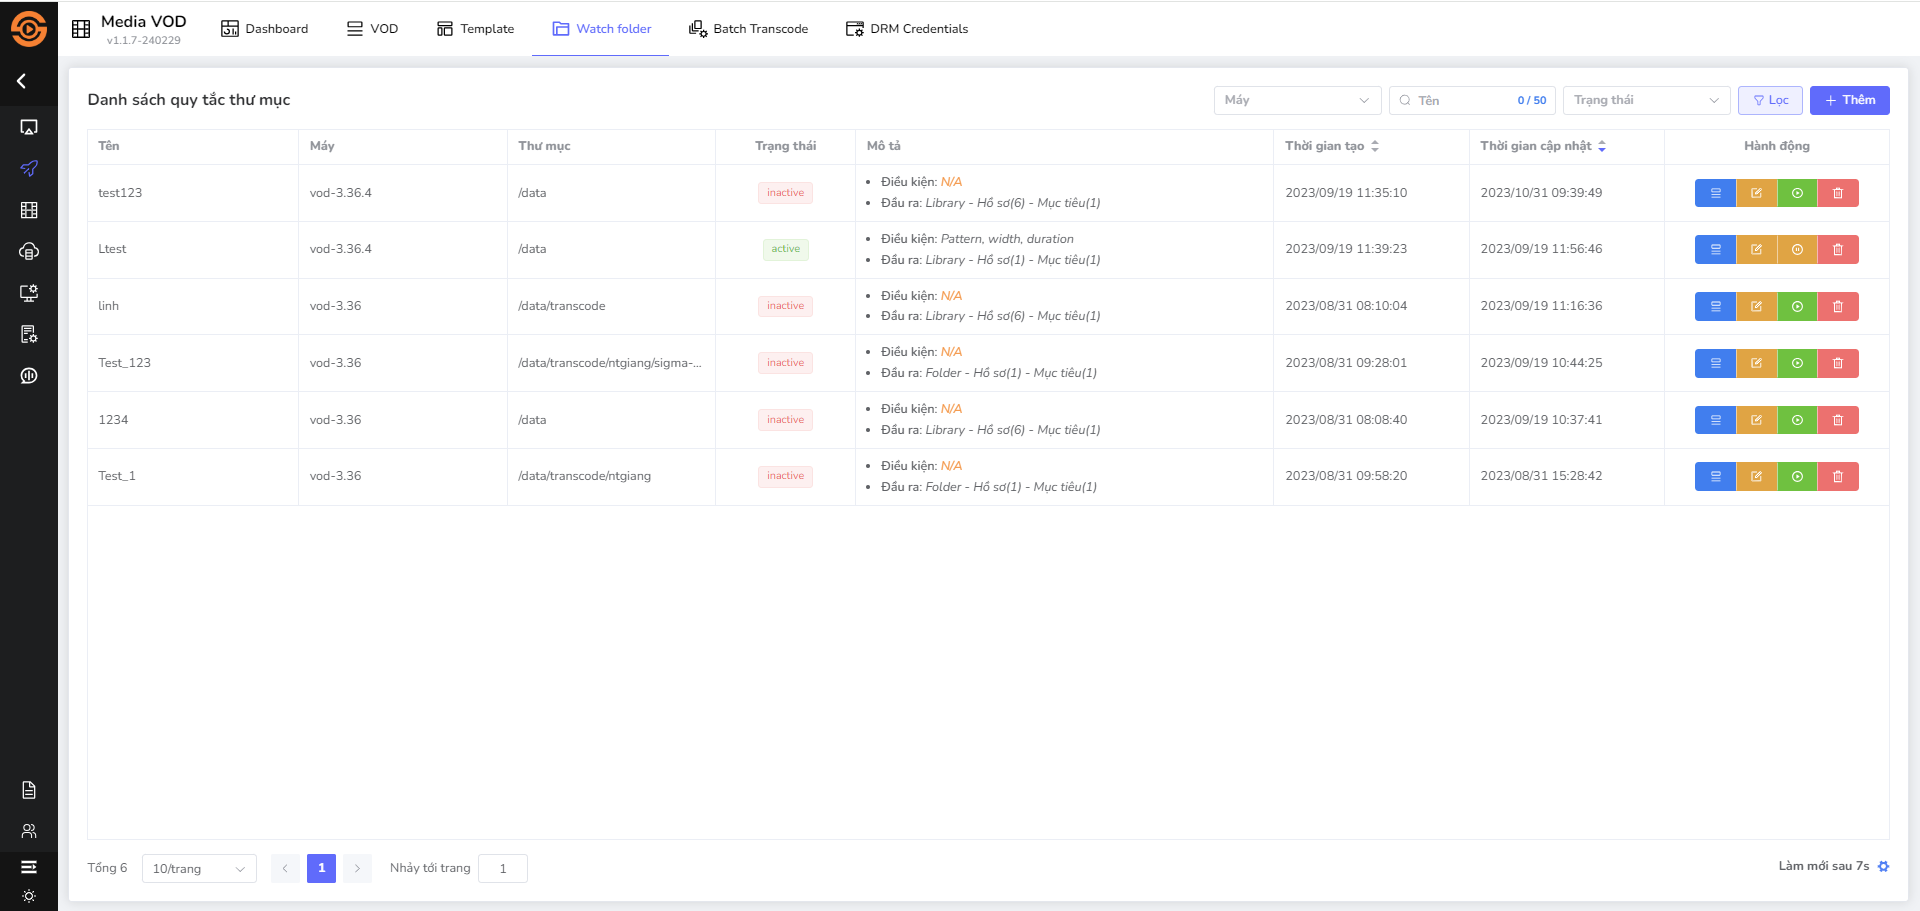 Media VOD
v1.1.7-240229
Dashboard
VOD
Template
Watch folder
Batch Transcode
DRM Credentials
Danh sách quy tắc thư mục
Máy
Tên
0 / 50
Trạng thái
Lọc
Thêm
Tên Máy Thư mục Trạng thái Mô tả Thời gian tạo Thời gian cập nhật Hành động
test123 vod-3.36.4 /data inactive
Điều kiện: N/A
Đầu ra: Library - Hồ sơ(6) - Mục tiêu(1)
2023/09/19 11:35:10 2023/10/31 09:39:49
Ltest vod-3.36.4 /data active
Điều kiện: Pattern, width, duration
Đầu ra: Library - Hồ sơ(1) - Mục tiêu(1)
2023/09/19 11:39:23 2023/09/19 11:56:46
linh vod-3.36 /data/transcode inactive
Điều kiện: N/A
Đầu ra: Library - Hồ sơ(6) - Mục tiêu(1)
2023/08/31 08:10:04 2023/09/19 11:16:36
Test_123 vod-3.36 /data/transcode/ntgiang/sigma-... inactive
Điều kiện: N/A
Đầu ra: Folder - Hồ sơ(1) - Mục tiêu(1)
2023/08/31 09:28:01 2023/09/19 10:44:25
1234 vod-3.36 /data inactive
Điều kiện: N/A
Đầu ra: Library - Hồ sơ(6) - Mục tiêu(1)
2023/08/31 08:08:40 2023/09/19 10:37:41
Test_1 vod-3.36 /data/transcode/ntgiang inactive
Điều kiện: N/A
Đầu ra: Folder - Hồ sơ(1) - Mục tiêu(1)
2023/08/31 09:58:20 2023/08/31 15:28:42
Tổng 6
10/trang
1
Nhảy tới trang
1
Làm mới sau 7s